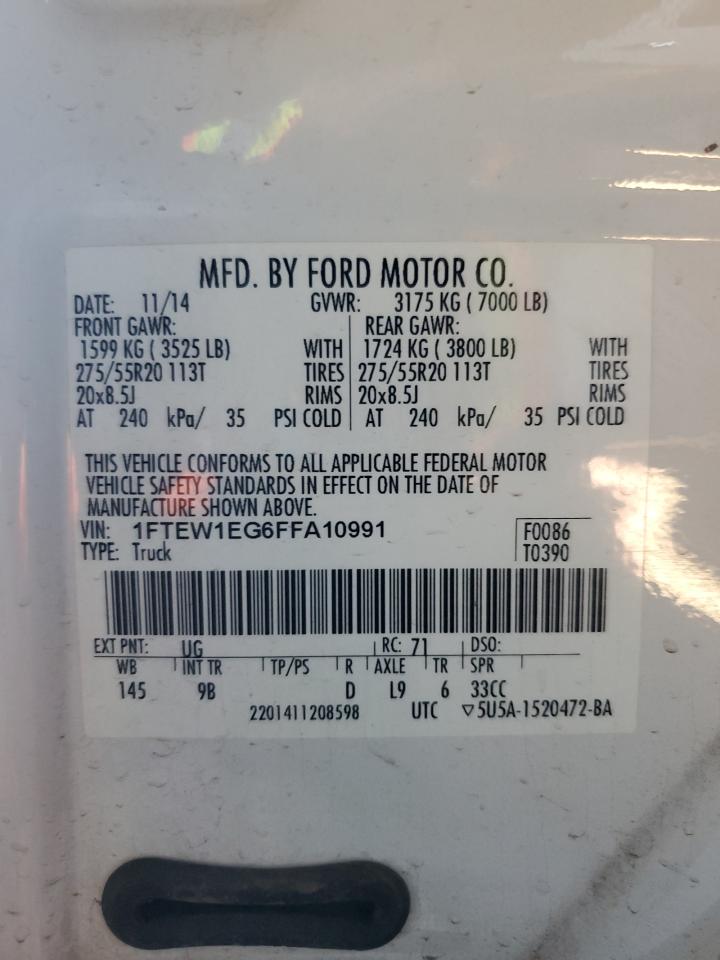 MFD. BY FORD MOTOR CO.
DATE: 11/14 GVWR: 3175 KG ( 7000 LB)
FRONT GAWR: REAR GAWR:
1599 KG ( 3525 LB) WITH 1724 KG ( 3800 LB) WITH
275/55R20 113T TIRES 275/55R20 113T TIRES
20x8.5J RIMS 20x8.5J RIMS
AT 240 kPa/ 35 PSI COLD AT 240 kPa/ 35 PSI COLD
THIS VEHICLE CONFORMS TO ALL APPLICABLE FEDERAL MOTOR
VEHICLE SAFETY STANDARDS IN EFFECT ON THE DATE OF
MANUFACTURE SHOWN ABOVE.
VIN: 1FTEW1EG6FFA10991 F0086
TYPE: Truck T0390
EXT PNT: UG RC: 71 DSO:
WB INT TR TP/PS R AXLE TR SPR
145 9B D L9 6 33CC
2201411208598 UTC ▽5U5A-1520472-BA